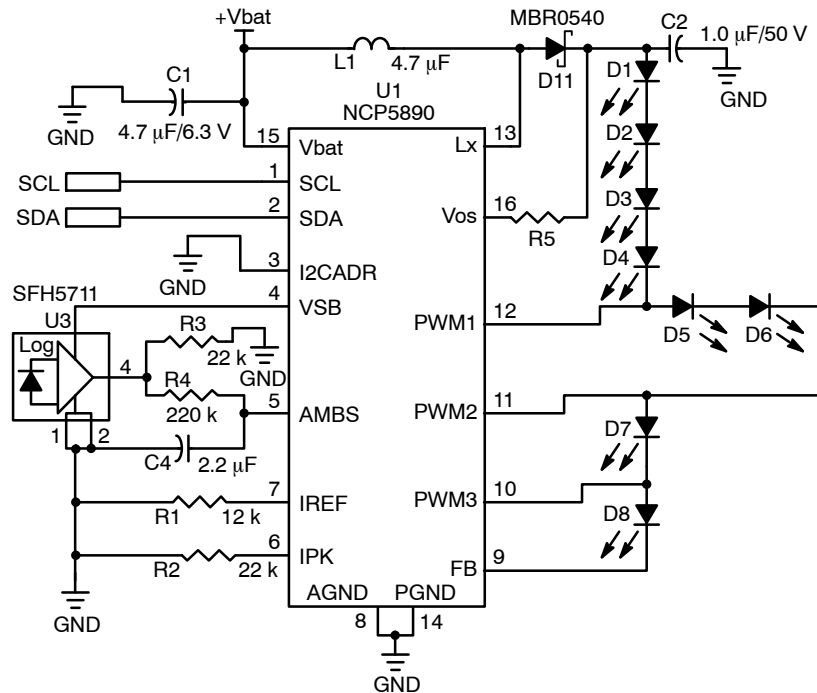 +Vbat
MBR0540
C2
1.0 μF/50 V
L1
4.7 μF
D11
D1
GND
C1
U1
NCP5890
GND
4.7 μF/6.3 V
15
Vbat
13
Lx
D2
SCL
1
SCL
SDA
2
SDA
16
Vos
R5
D3
3
I2CADR
GND
D4
SFH5711
4
VSB
12
PWM1
D5
D6
U3
Log
R3
22 k
GND
4
R4
220 k
5
AMBS
11
PWM2
1
2
C4
2.2 μF
D7
7
IREF
10
PWM3
R1
12 k
D8
6
IPK
9
FB
R2
22 k
AGND
PGND
GND
8
14
GND